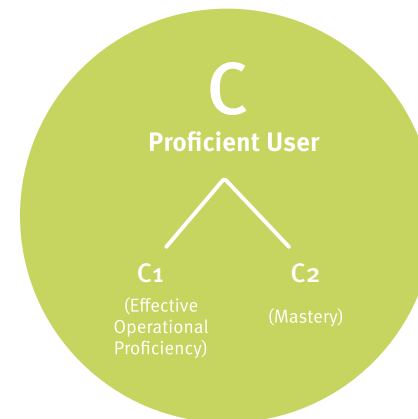 C
Proficient User
C1
(Effective
Operational
Proficiency)
C2
(Mastery)